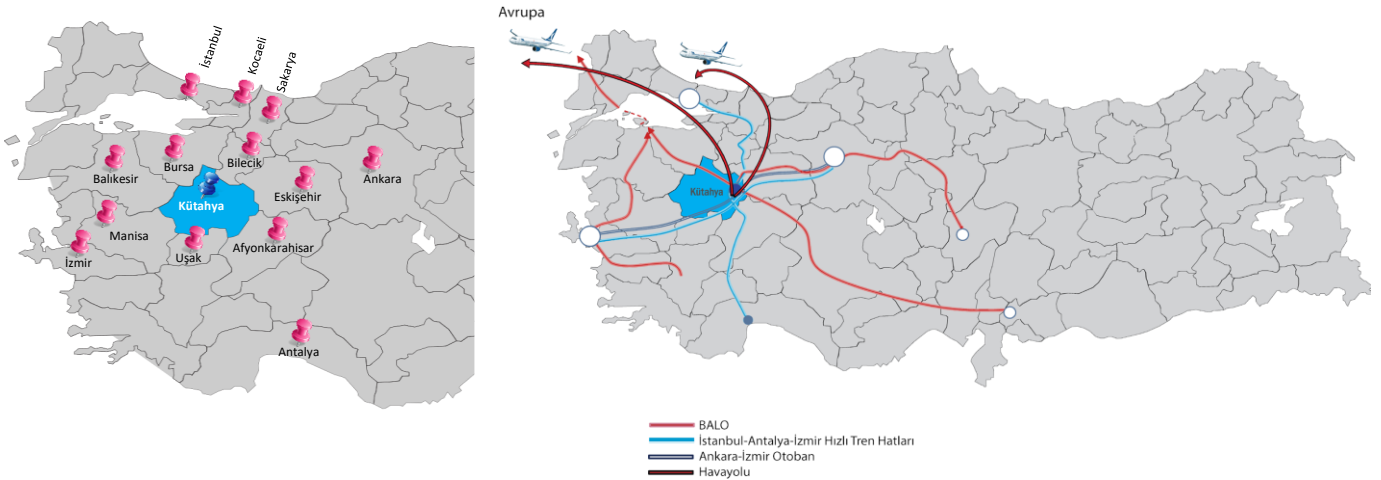 İstanbul
Kocaeli
Sakarya
Bursa
Bilecik
Balıkesir
Ankara
Eskişehir
Kütahya
Manisa
Afyonkarahisar
Uşak
İzmir
Antalya
Avrupa
Kütahya
BALO
İstanbul-Antalya-İzmir Hızlı Tren Hatları
Ankara-İzmir Otoban
Havayolu